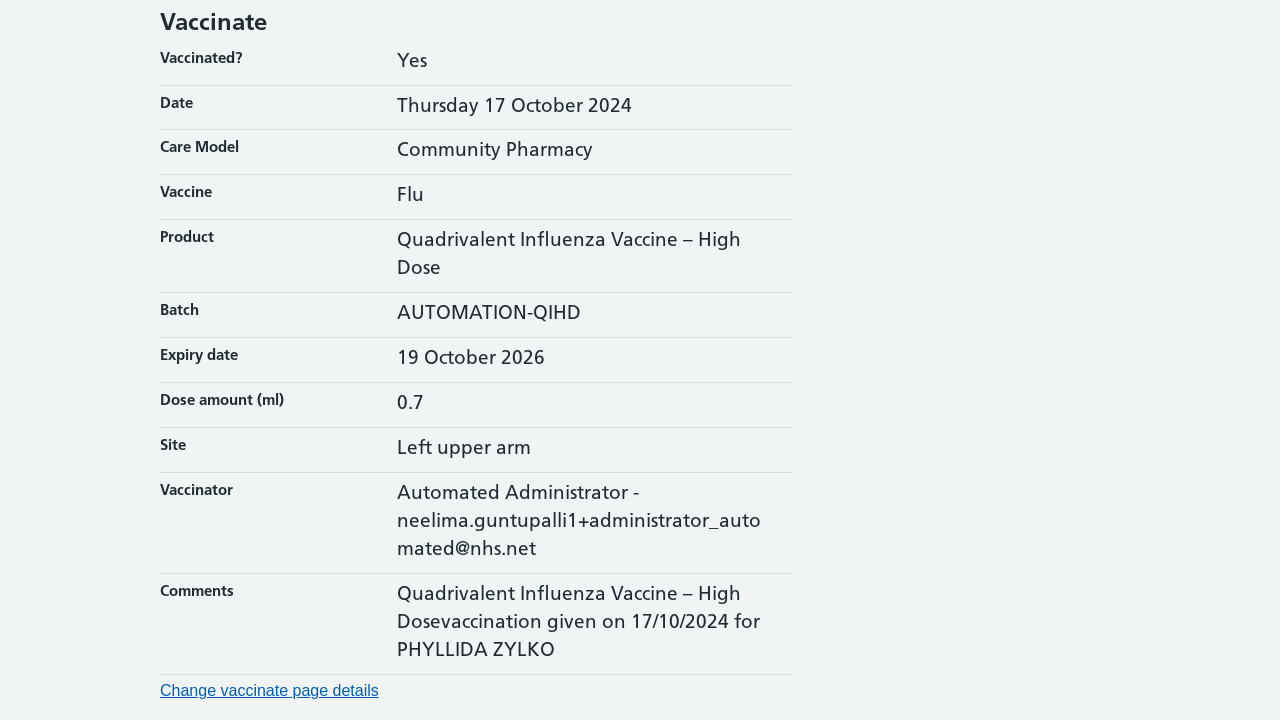 Vaccinate
Vaccinated?
Yes
Date
Thursday 17 October 2024
Care Model
Community Pharmacy
Vaccine
Flu
Product
Quadrivalent Influenza Vaccine – High
Dose
Batch
AUTOMATION-QIHD
Expiry date
19 October 2026
Dose amount (ml)
0.7
Site
Left upper arm
Vaccinator
Automated Administrator -
neelima.guntupalli1+administrator_auto
mated@nhs.net
Comments
Quadrivalent Influenza Vaccine – High
Dosevaccination given on 17/10/2024 for
PHYLLIDA ZYLKO
Change vaccinate page details